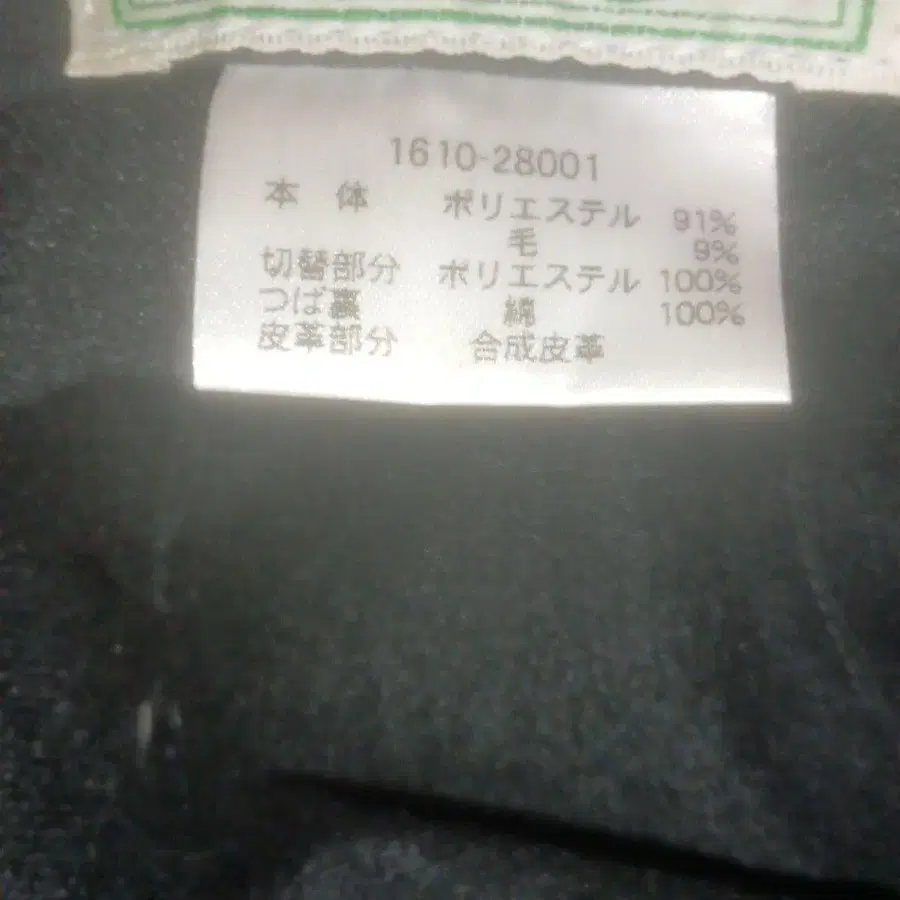 1610-28001
本 体 ポリエステル 91%
毛 9%
切替部分 ポリエステル 100%
つば裏 綿 100%
皮革部分 合成皮革